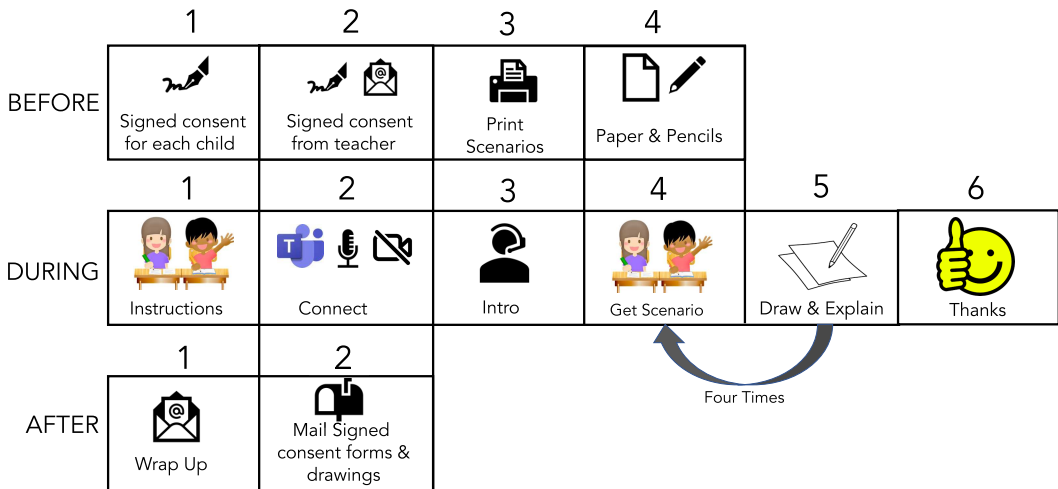 1 2 3 4
BEFORE
Signed consent
for each child
Signed consent
from teacher
Print
Scenarios
Paper & Pencils
1 2 3 4 5 6
DURING
T
Instructions
Connect
Intro
Get Scenario
Draw & Explain
Thanks
Four Times
1 2
AFTER
@
Wrap Up
Mail Signed
consent forms &
drawings